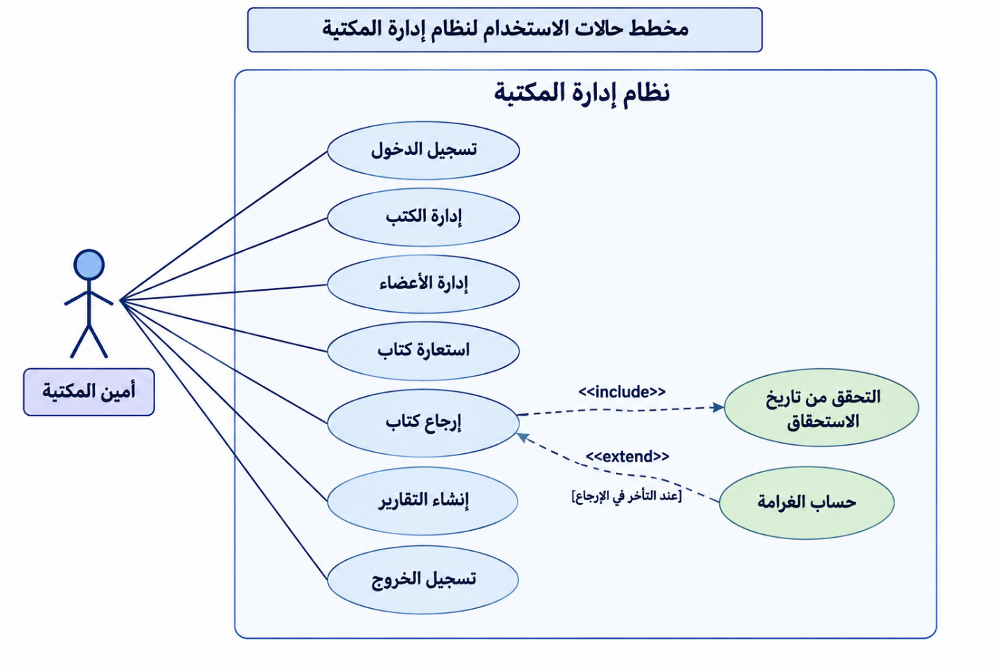 مخطط حالات الاستخدام لنظام إدارة المكتبة
نظام إدارة المكتبة
تسجيل الدخول
إدارة الكتب
إدارة الأعضاء
استعارة كتاب
إرجاع كتاب
إنشاء التقارير
تسجيل الخروج
أمين المكتبة
<<include>>
التحقق من تاريخ
الاستحقاق
<<extend>>
[عند التأخر في الإرجاع]
حساب الغرامة